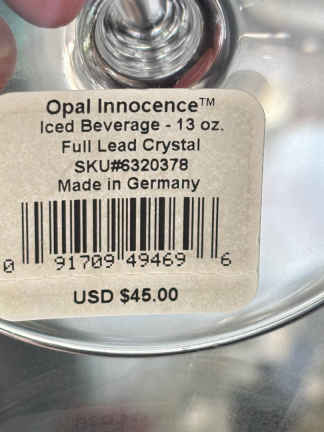 Opal Innocence™
Iced Beverage - 13 oz.
Full Lead Crystal
SKU#6320378
Made in Germany
0 91709 49469 6
USD $45.00